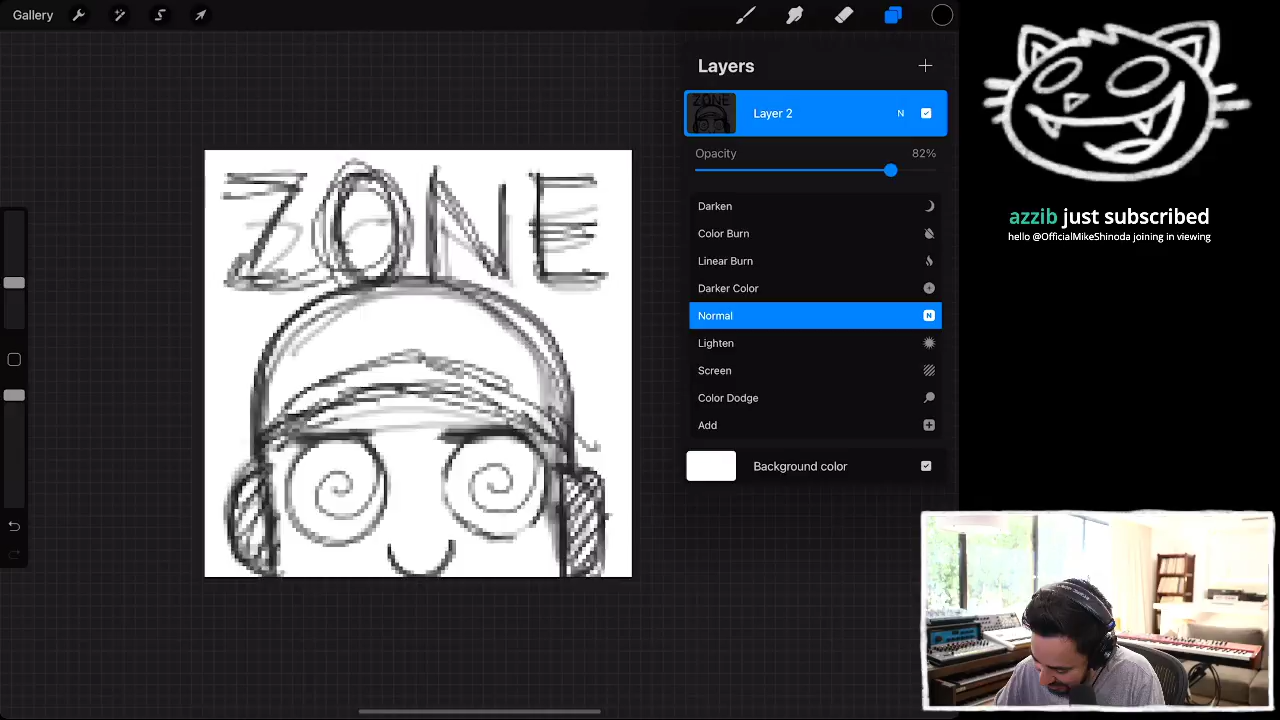 Gallery
Layers
Layer 2
N
Opacity
82%
Darken
Color Burn
Linear Burn
Darker Color
Normal
N
Lighten
Screen
Color Dodge
Add
Background color
ZONE
azzib just subscribed
hello @OfficialMikeShinoda joining in viewing